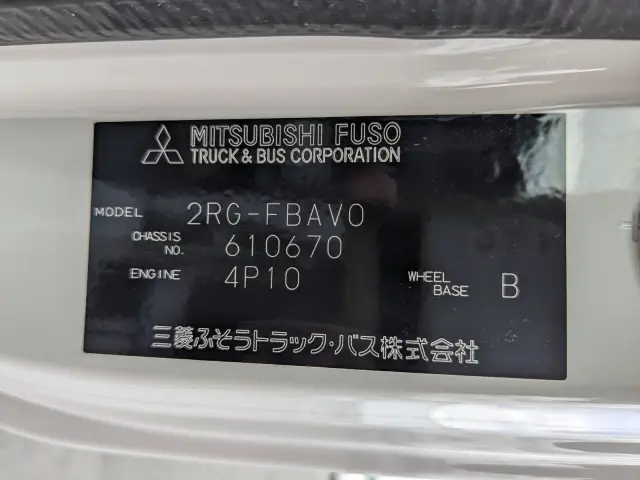 MITSUBISHI FUSO
TRUCK & BUS CORPORATION
MODEL 2RG-FBAV0
CHASSIS NO. 610670
ENGINE 4P10 WHEEL BASE B
三菱ふそうトラック・バス株式会社